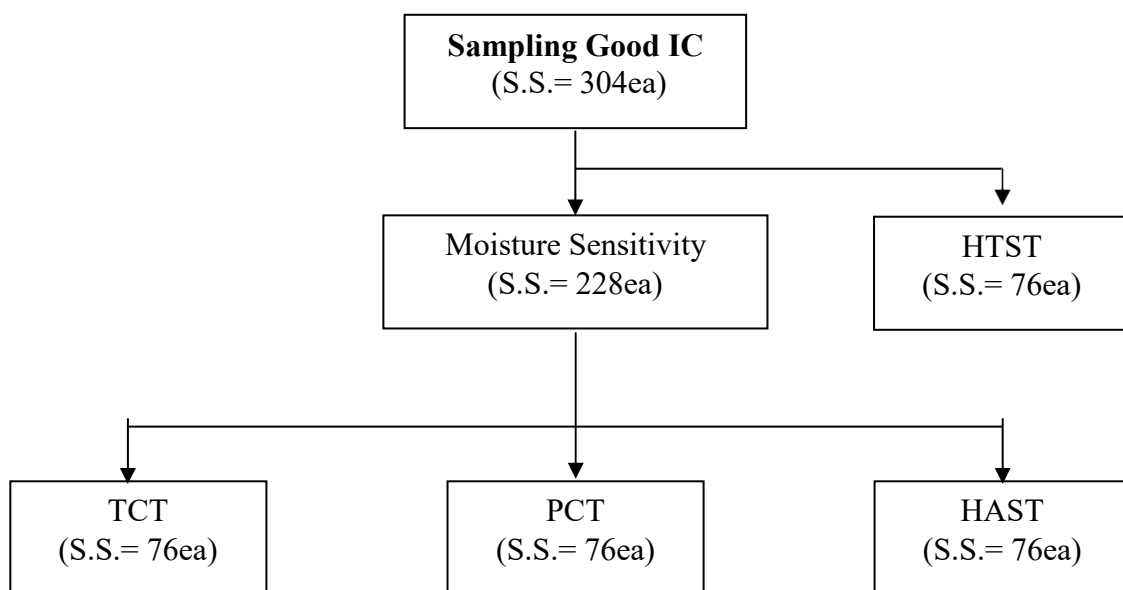 Sampling Good IC
(S.S.= 304ea)
Moisture Sensitivity
(S.S.= 228ea)
HTST
(S.S.= 76ea)
TCT
(S.S.= 76ea)
PCT
(S.S.= 76ea)
HAST
(S.S.= 76ea)